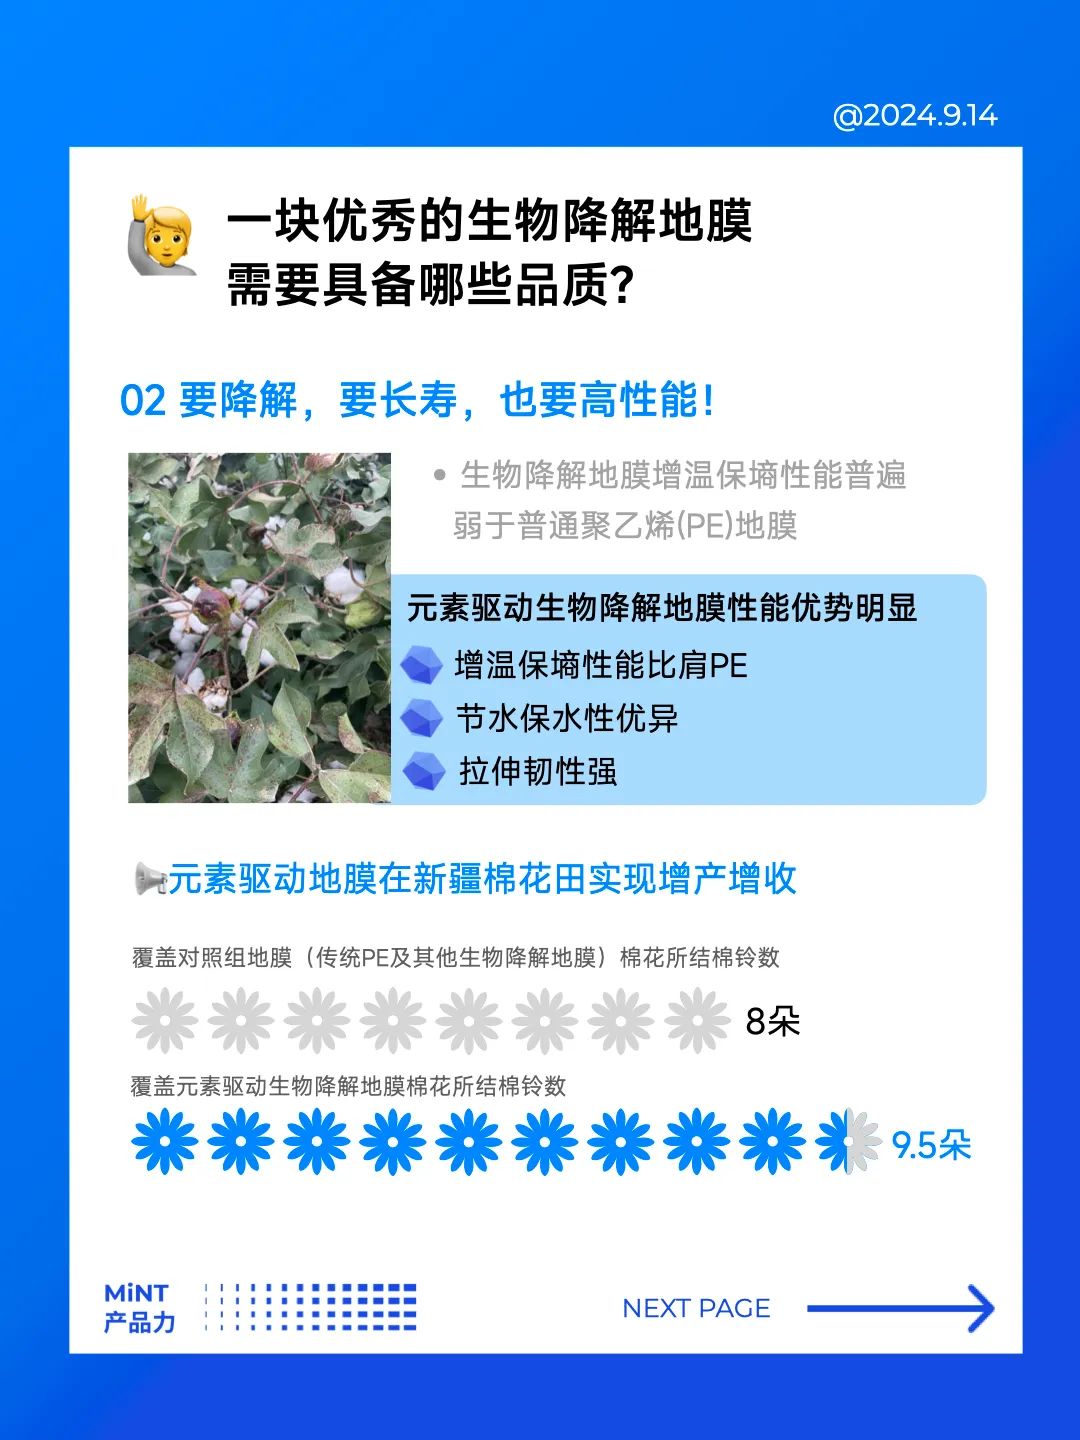 @2024.9.14
一块优秀的生物降解地膜
需要具备哪些品质？
02 要降解，要长寿，也要高性能！
生物降解地膜增温保墒性能普遍
弱于普通聚乙烯(PE)地膜
元素驱动生物降解地膜性能优势明显
增温保墒性能比肩PE
节水保水性优异
拉伸韧性强
元素驱动地膜在新疆棉花田实现增产增收
覆盖对照组地膜（传统PE及其他生物降解地膜）棉花所结棉铃数
8朵
覆盖元素驱动生物降解地膜棉花所结棉铃数
9.5朵
MiNT
产品力
NEXT PAGE